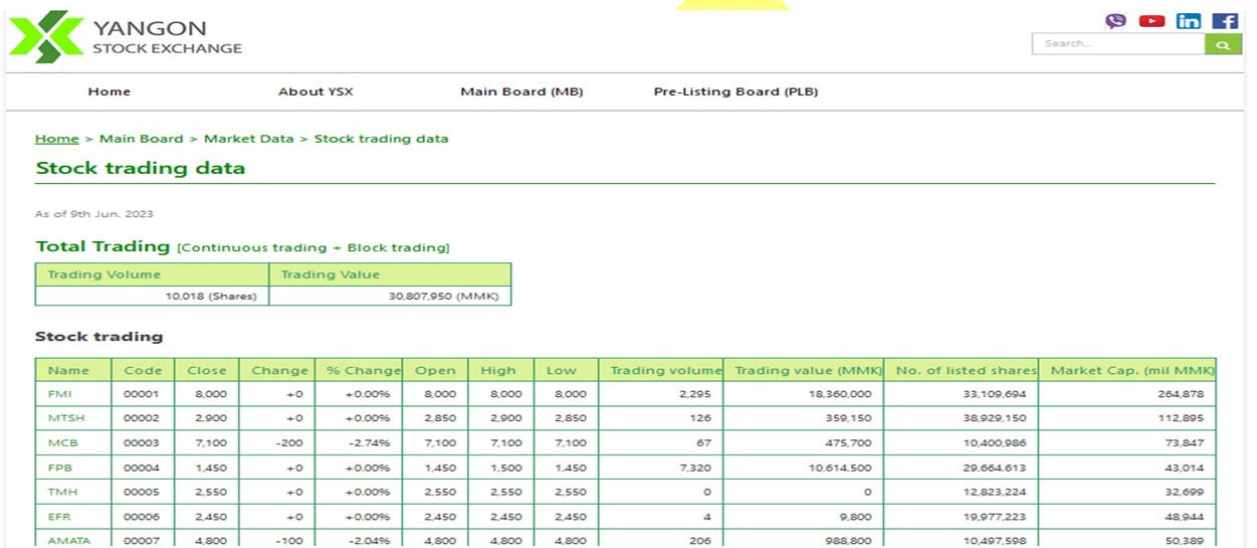 YANGON
STOCK EXCHANGE
Search...
Home About YSX Main Board (MB) Pre-Listing Board (PLB)
Home > Main Board > Market Data > Stock trading data
Stock trading data
As of 9th Jun. 2023
Total Trading [Continuous trading + Block trading]
Trading Volume Trading Value
10,018 (Shares) 30,807,950 (MMK)
Stock trading
Name Code Close Change % Change Open High Low Trading volume Trading value (MMK) No. of listed shares Market Cap. (mil MMK)
FMI 00001 8,000 +0 +0.00% 8,000 8,000 8,000 2,295 18,360,000 33,109,694 264,878
MTSH 00002 2,900 +0 +0.00% 2,850 2,900 2,850 126 359,150 38,929,150 112,895
MCB 00003 7,100 -200 -2.74% 7,100 7,100 7,100 67 475,700 10,400,986 73,847
FPB 00004 1,450 +0 +0.00% 1,450 1,500 1,450 7,320 10,614,500 29,664,613 43,014
TMH 00005 2,550 +0 +0.00% 2,550 2,550 2,550 0 0 12,823,224 32,699
EFR 00006 2,450 +0 +0.00% 2,450 2,450 2,450 4 9,800 19,977,223 48,944
AMATA 00007 4,800 -100 -2.04% 4,800 4,800 4,800 206 988,800 10,497,598 50,389